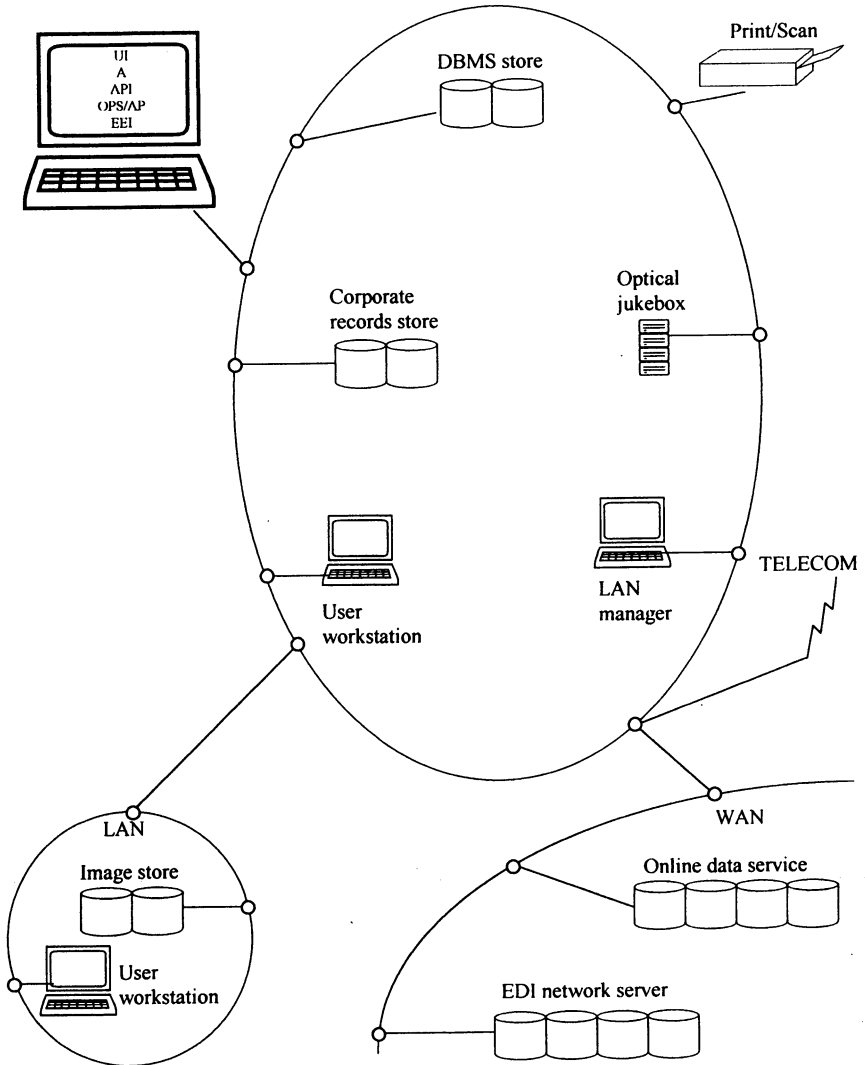 UI
A
API
OPS/AP
EEI
DBMS store
Print/Scan
Corporate
records store
Optical
jukebox
User
workstation
LAN
manager
TELECOM
LAN
WAN
Image store
Online data service
User
workstation
EDI network server